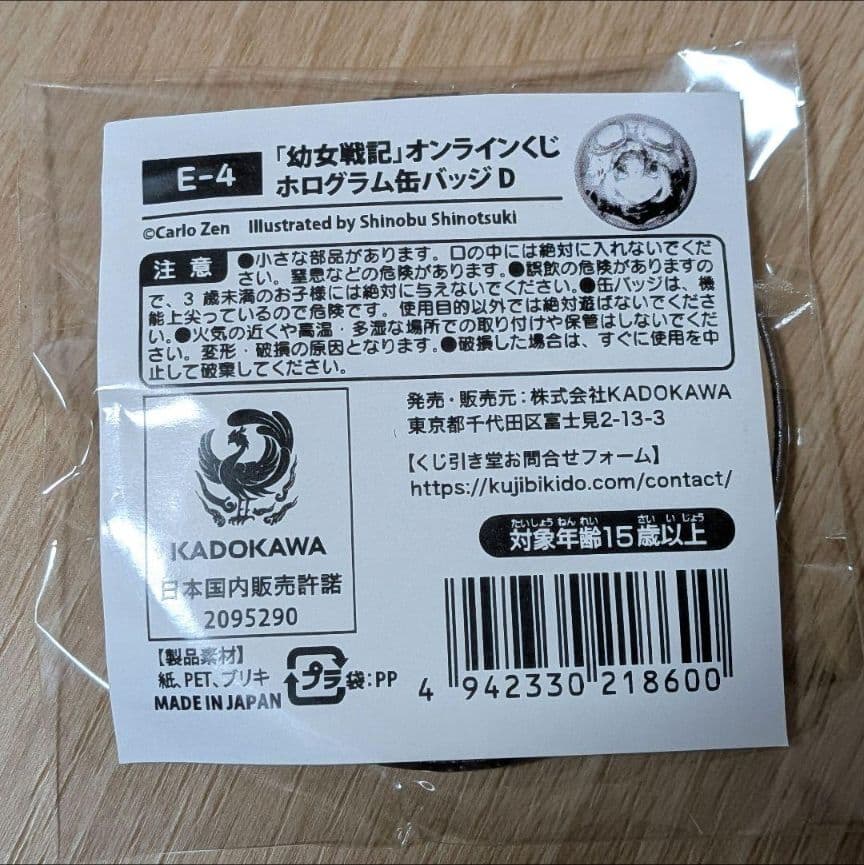 E-4
「幼女戦記」オンラインくじ
ホログラム缶バッジ D
©Carlo Zen Illustrated by Shinobu Shinotsuki
注 意
●小さな部品があります。口の中には絶対に入れないでくだ
さい。窒息などの危険があります。●誤飲の危険がありますの
で、3 歳未満のお子様には絶対に与えないでください。●缶バッジは、機
能上尖っているので危険です。使用目的以外では絶対遊ばないでくださ
い。●火気の近くや高温・多湿な場所での取り付けや保管はしないでくだ
さい。変形・破損の原因となります。●破損した場合は、すぐに使用を中
止して破棄してください。
発売・販売元：株式会社KADOKAWA
東京都千代田区富士見2-13-3
【くじ引き堂お問合せフォーム】
https://kujibikido.com/contact/
たいしょうねんれい さい いじょう
対象年齢15歳以上
KADOKAWA
日本国内販売許諾
2095290
【製品素材】
紙、PET、ブリキ
MADE IN JAPAN
プラ 袋：PP
4 942330 218600